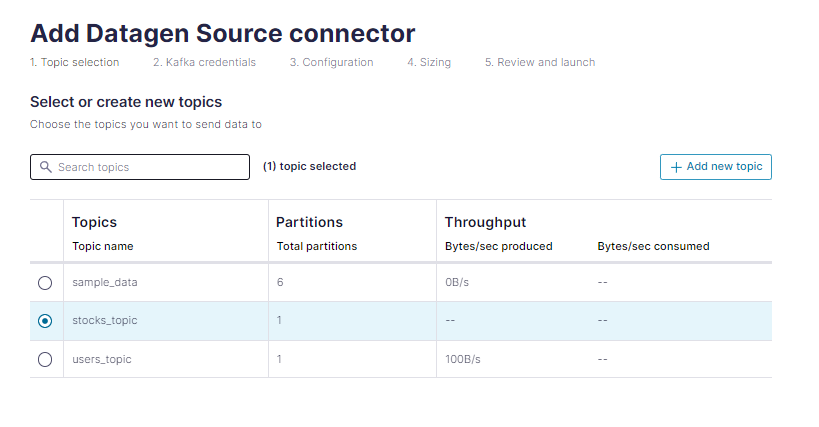 Add Datagen Source connector
1. Topic selection 2. Kafka credentials 3. Configuration 4. Sizing 5. Review and launch
Select or create new topics
Choose the topics you want to send data to
Search topics (1) topic selected + Add new topic
Topics Partitions Throughput
Topic name Total partitions Bytes/sec produced Bytes/sec consumed
sample_data 6 0B/s --
stocks_topic 1 -- --
users_topic 1 100B/s --